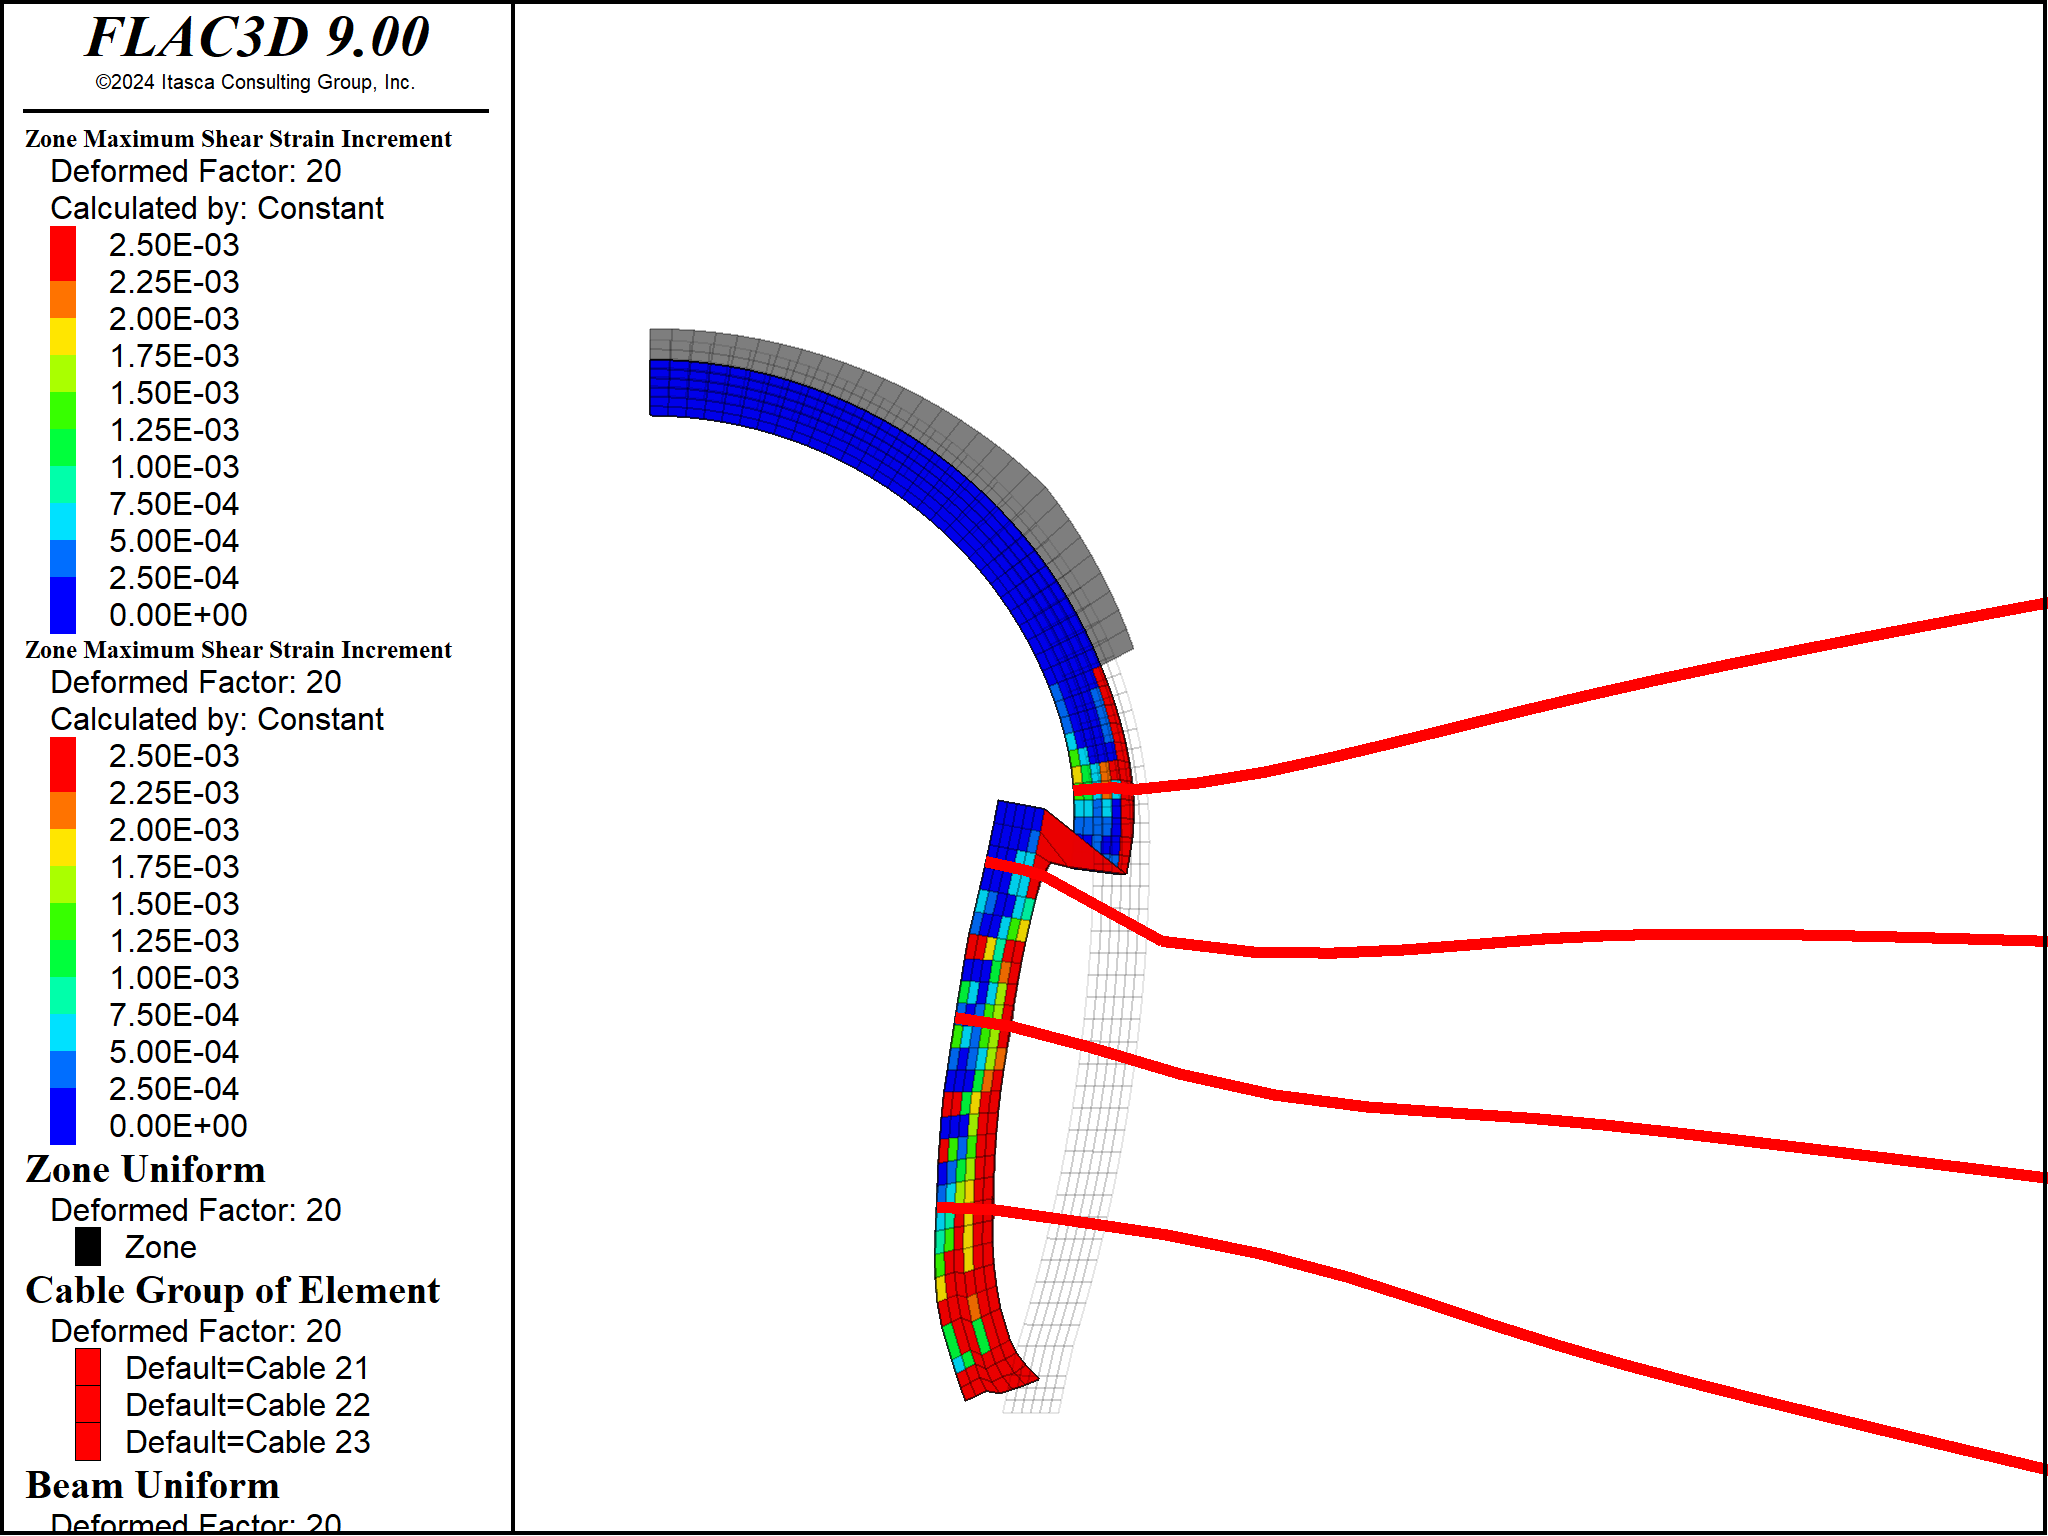 FLAC3D 9.00
©2024 Itasca Consulting Group, Inc.
Zone Maximum Shear Strain Increment
Deformed Factor: 20
Calculated by: Constant
2.50E-03
2.25E-03
2.00E-03
1.75E-03
1.50E-03
1.25E-03
1.00E-03
7.50E-04
5.00E-04
2.50E-04
0.00E+00
Zone Maximum Shear Strain Increment
Deformed Factor: 20
Calculated by: Constant
2.50E-03
2.25E-03
2.00E-03
1.75E-03
1.50E-03
1.25E-03
1.00E-03
7.50E-04
5.00E-04
2.50E-04
0.00E+00
Zone Uniform
Deformed Factor: 20
Zone
Cable Group of Element
Deformed Factor: 20
Default=Cable 21
Default=Cable 22
Default=Cable 23
Beam Uniform
Deformed Factor: 20